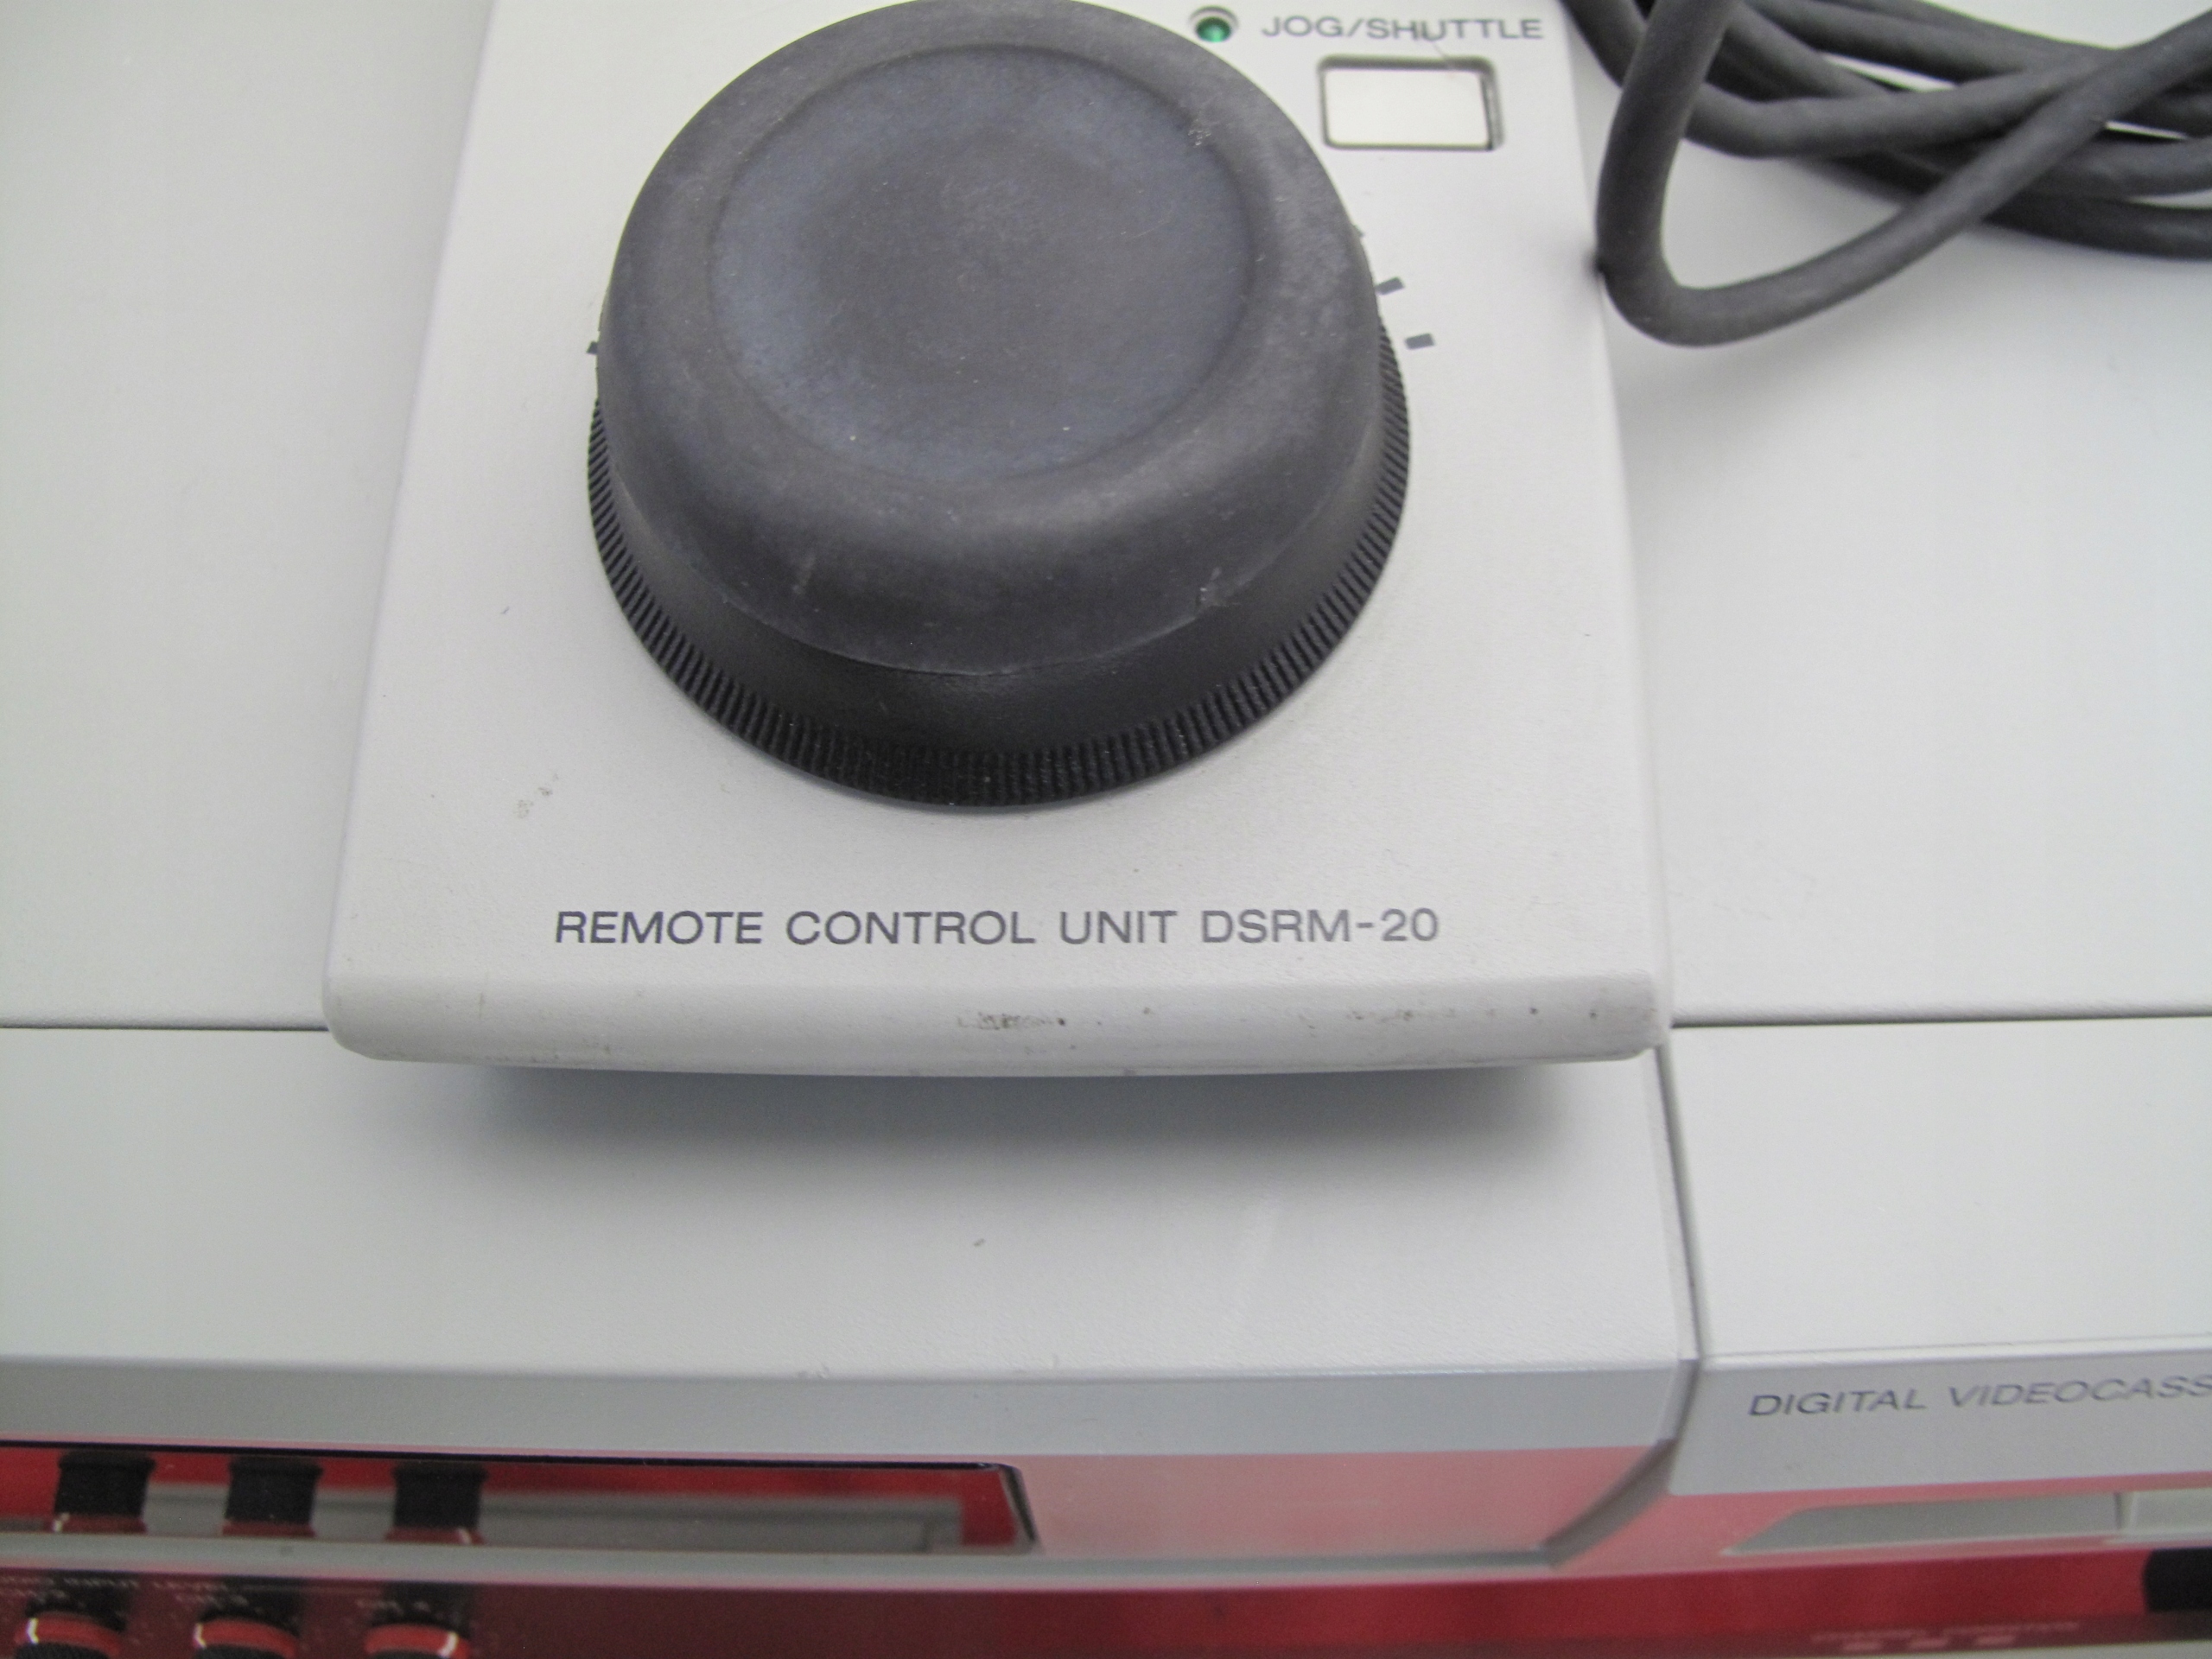 JOG/SHUTTLE
REMOTE CONTROL UNIT DSRM-20
DIGITAL VIDEOCASS